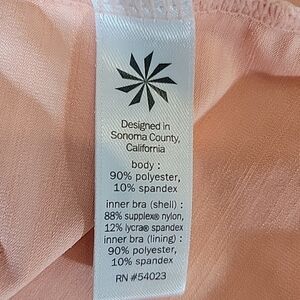 Designed in
Sonoma County,
California
body :
90% polyester,
10% spandex
inner bra (shell) :
88% supplex® nylon,
12% lycra® spandex
inner bra (lining) :
90% polyester,
10% spandex
RN #54023